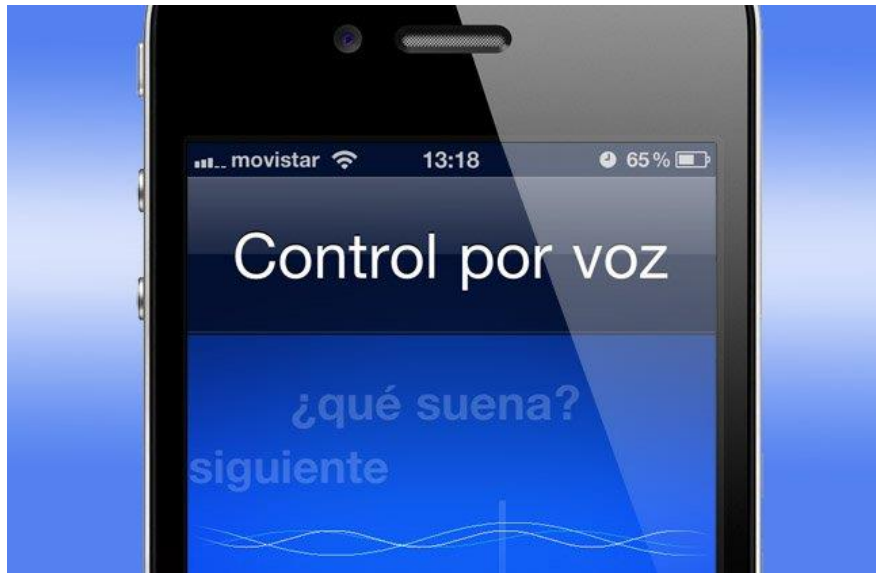 movistar 13:18 65 %
Control por voz
¿qué suena?
siguiente